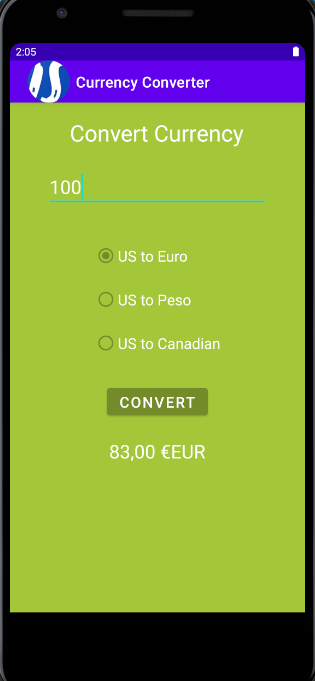 2:05
Currency Converter
Convert Currency
100
US to Euro
US to Peso
US to Canadian
CONVERT
83,00 €EUR